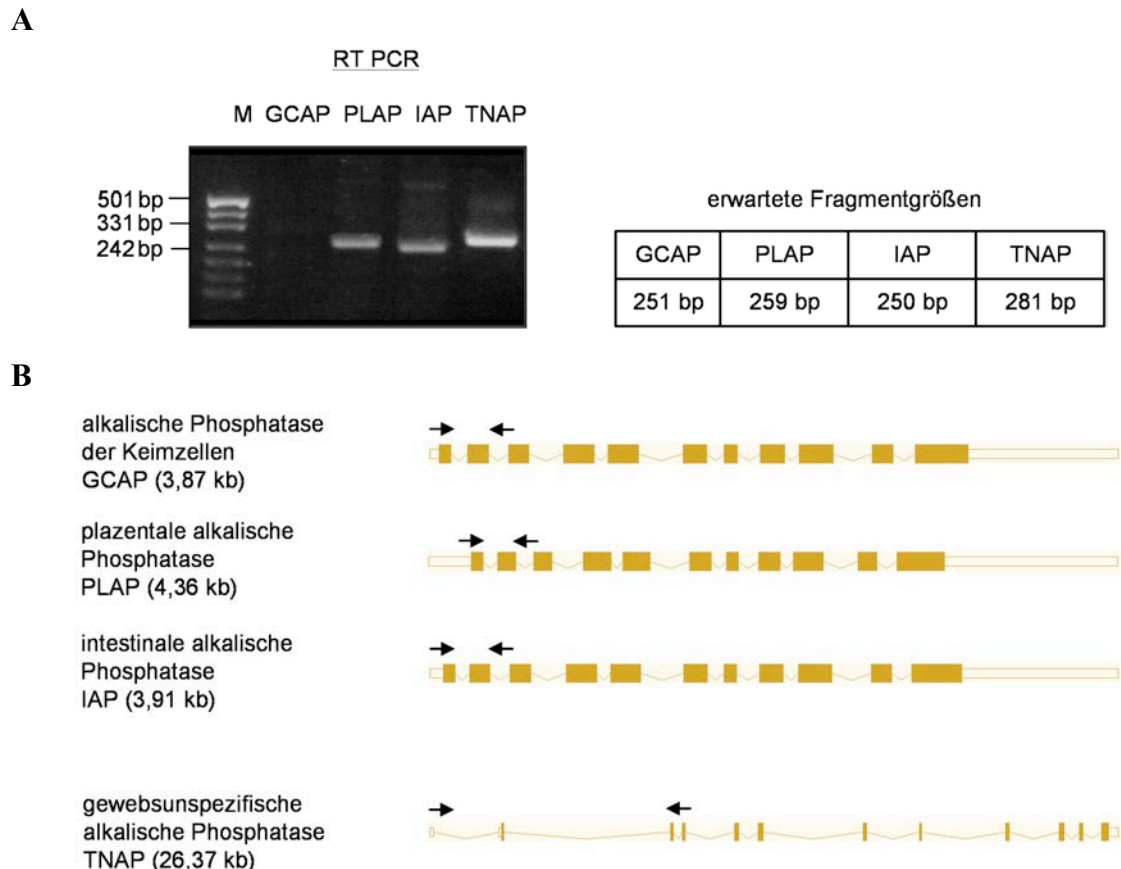 A
RT PCR
M GCAP PLAP IAP TNAP
501 bp
331 bp
242 bp
erwartete Fragmentgrößen
GCAP PLAP IAP TNAP
251 bp 259 bp 250 bp 281 bp
B
alkalische Phosphatase
der Keimzellen
GCAP (3,87 kb)
plazentale alkalische
Phosphatase
PLAP (4,36 kb)
intestinale alkalische
Phosphatase
IAP (3,91 kb)
gewebsunspezifische
alkalische Phosphatase
TNAP (26,37 kb)